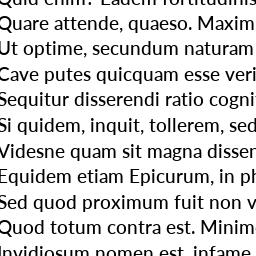 Quid enim? Eadem fortitudinis
Quare attende, quaeso. Maxim
Ut optime, secundum naturam
Cave putes quicquam esse veri
Sequitur disserendi ratio cogni
Si quidem, inquit, tollerem, sed
Videsne quam sit magna dissen
Equidem etiam Epicurum, in ph
Sed quod proximum fuit non v
Quod totum contra est. Minim
Invidiosum nomen est, infame